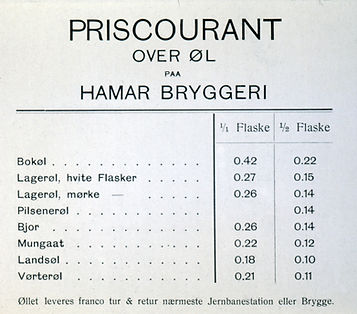 PRISCOURANT
OVER ØL
PAA
HAMAR BRYGGERI
1/1 Flaske 1/2 Flaske
Bokøl . . . . . . . . . . . 0.42 0.22
Lagerøl, hvite Flasker . . . . . 0.27 0.15
Lagerøl, mørke — . . . . . 0.26 0.14
Pilsenerøl . . . . . . . . . . 0.14
Bjor . . . . . . . . . . . . 0.26 0.14
Mungaat . . . . . . . . . . 0.22 0.12
Landsøl . . . . . . . . . . 0.18 0.10
Vørterøl . . . . . . . . . . 0,21 0.11
Øllet leveres franco tur & retur nærmeste Jernbanestation eller Brygge.